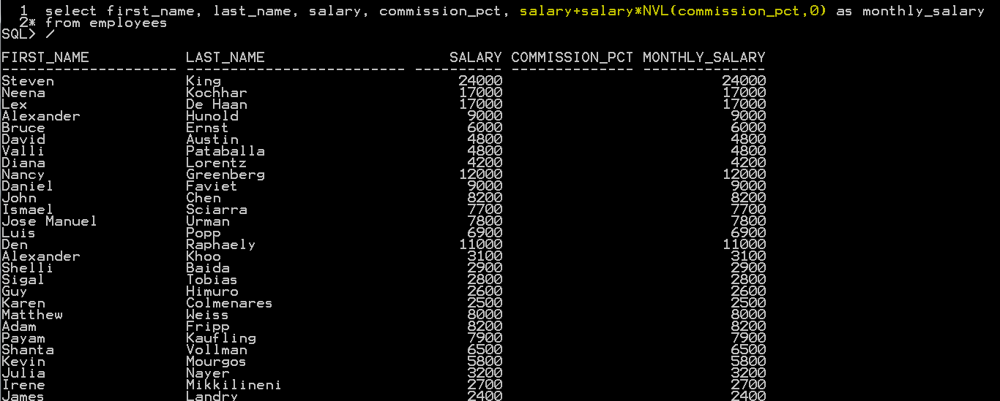 1 select first_name, last_name, salary, commission_pct, salary+salary*NVL(commission_pct,0) as monthly_salary
2* from employees
SQL> /
FIRST_NAME LAST_NAME SALARY COMMISSION_PCT MONTHLY_SALARY
-------------------- ------------------------- ---------- -------------- --------------
Steven King 24000 24000
Neena Kochhar 17000 17000
Lex De Haan 17000 17000
Alexander Hunold 9000 9000
Bruce Ernst 6000 6000
David Austin 4800 4800
Valli Pataballa 4800 4800
Diana Lorentz 4200 4200
Nancy Greenberg 12000 12000
Daniel Faviet 9000 9000
John Chen 8200 8200
Ismael Sciarra 7700 7700
Jose Manuel Urman 7800 7800
Luis Popp 6900 6900
Den Raphaely 11000 11000
Alexander Khoo 3100 3100
Shelli Baida 2900 2900
Sigal Tobias 2800 2800
Guy Himuro 2600 2600
Karen Colmenares 2500 2500
Matthew Weiss 8000 8000
Adam Fripp 8200 8200
Payam Kaufling 7900 7900
Shanta Vollman 6500 6500
Kevin Mourgos 5800 5800
Julia Nayer 3200 3200
Irene Mikkilineni 2700 2700
James Landry 2400 2400